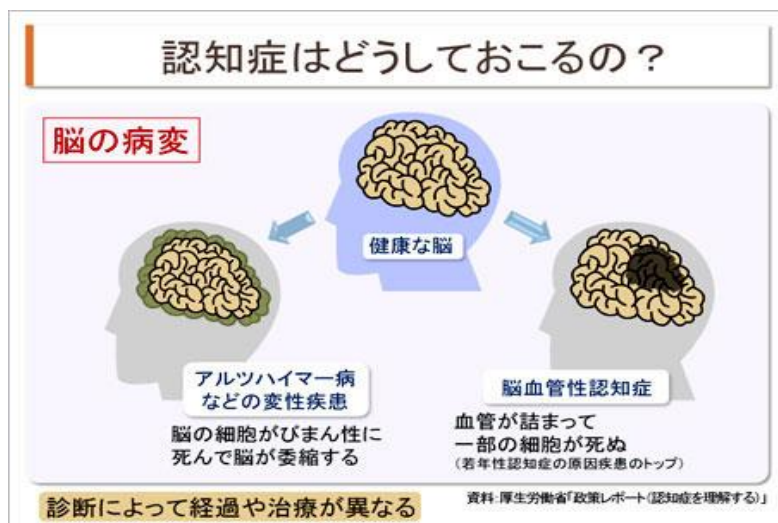 認知症はどうしておこるの?
脳の病変
健康な脳
アルツハイマー病
などの変性疾患
脳の細胞がびまん性に
死んで脳が委縮する
脳血管性認知症
血管が詰まって
一部の細胞が死ぬ
(若年性認知症の原因疾患のトップ)
診断によって経過や治療が異なる
資料:厚生労働省「政策レポート(認知症を理解する)」